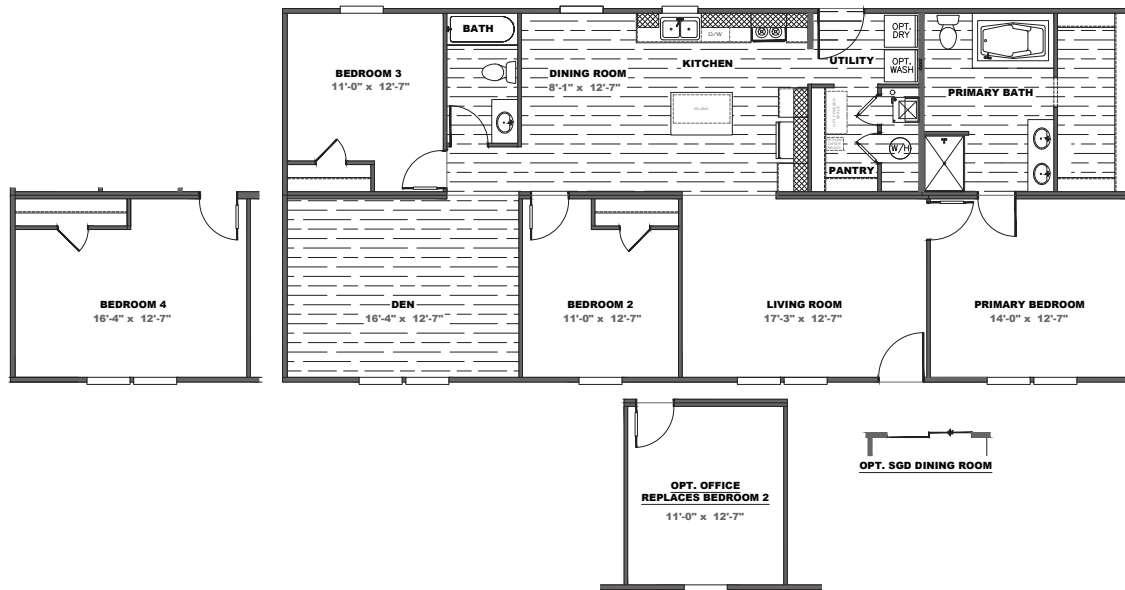 BATH
OPT.
DRY
BEDROOM 3
11'-0" x 12'-7"
DINING ROOM
8'-1" x 12'-7"
D/W
KITCHEN
UTILITY
OPT.
WASH
PRIMARY BATH
ISLAND
W/H
PANTRY
BEDROOM 4
16'-4" x 12'-7"
DEN
16'-4" x 12'-7"
BEDROOM 2
11'-0" x 12'-7"
LIVING ROOM
17'-3" x 12'-7"
PRIMARY BEDROOM
14'-0" x 12'-7"
OPT. OFFICE
REPLACES BEDROOM 2
11'-0" x 12'-7"
OPT. SGD DINING ROOM